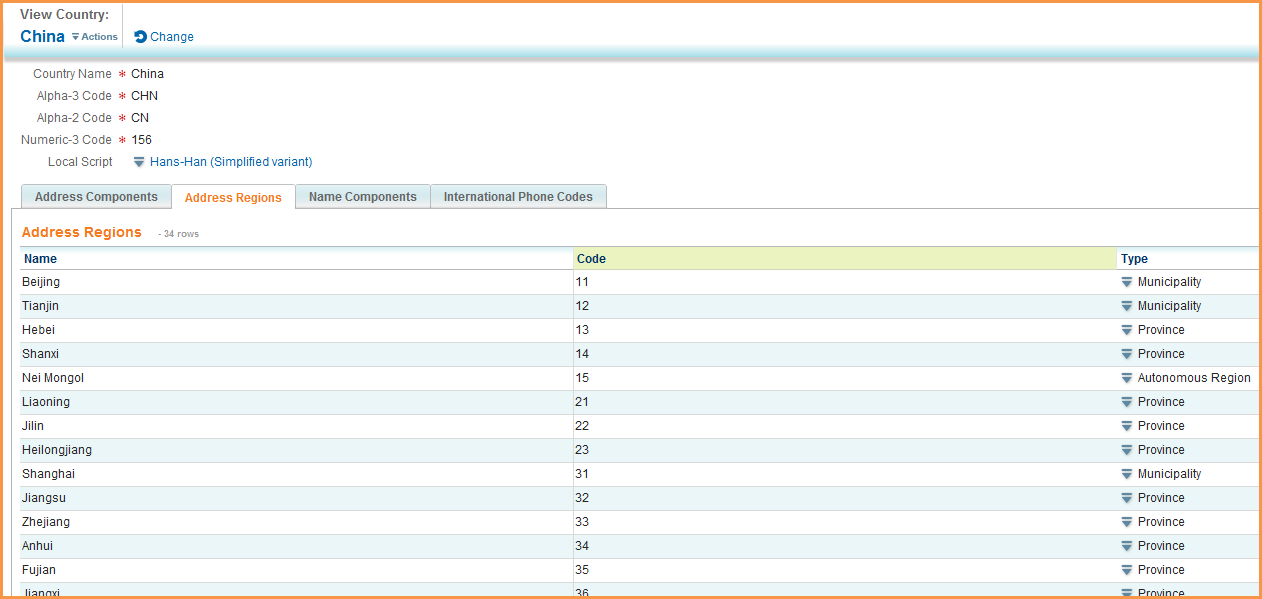 View Country:
China Actions Change
Country Name * China
Alpha-3 Code * CHN
Alpha-2 Code * CN
Numeric-3 Code * 156
Local Script Hans-Han (Simplified variant)
Address Components Address Regions Name Components International Phone Codes
Address Regions - 34 rows
Name Code Type
Beijing 11 Municipality
Tianjin 12 Municipality
Hebei 13 Province
Shanxi 14 Province
Nei Mongol 15 Autonomous Region
Liaoning 21 Province
Jilin 22 Province
Heilongjiang 23 Province
Shanghai 31 Municipality
Jiangsu 32 Province
Zhejiang 33 Province
Anhui 34 Province
Fujian 35 Province
Jiangxi 36 Province